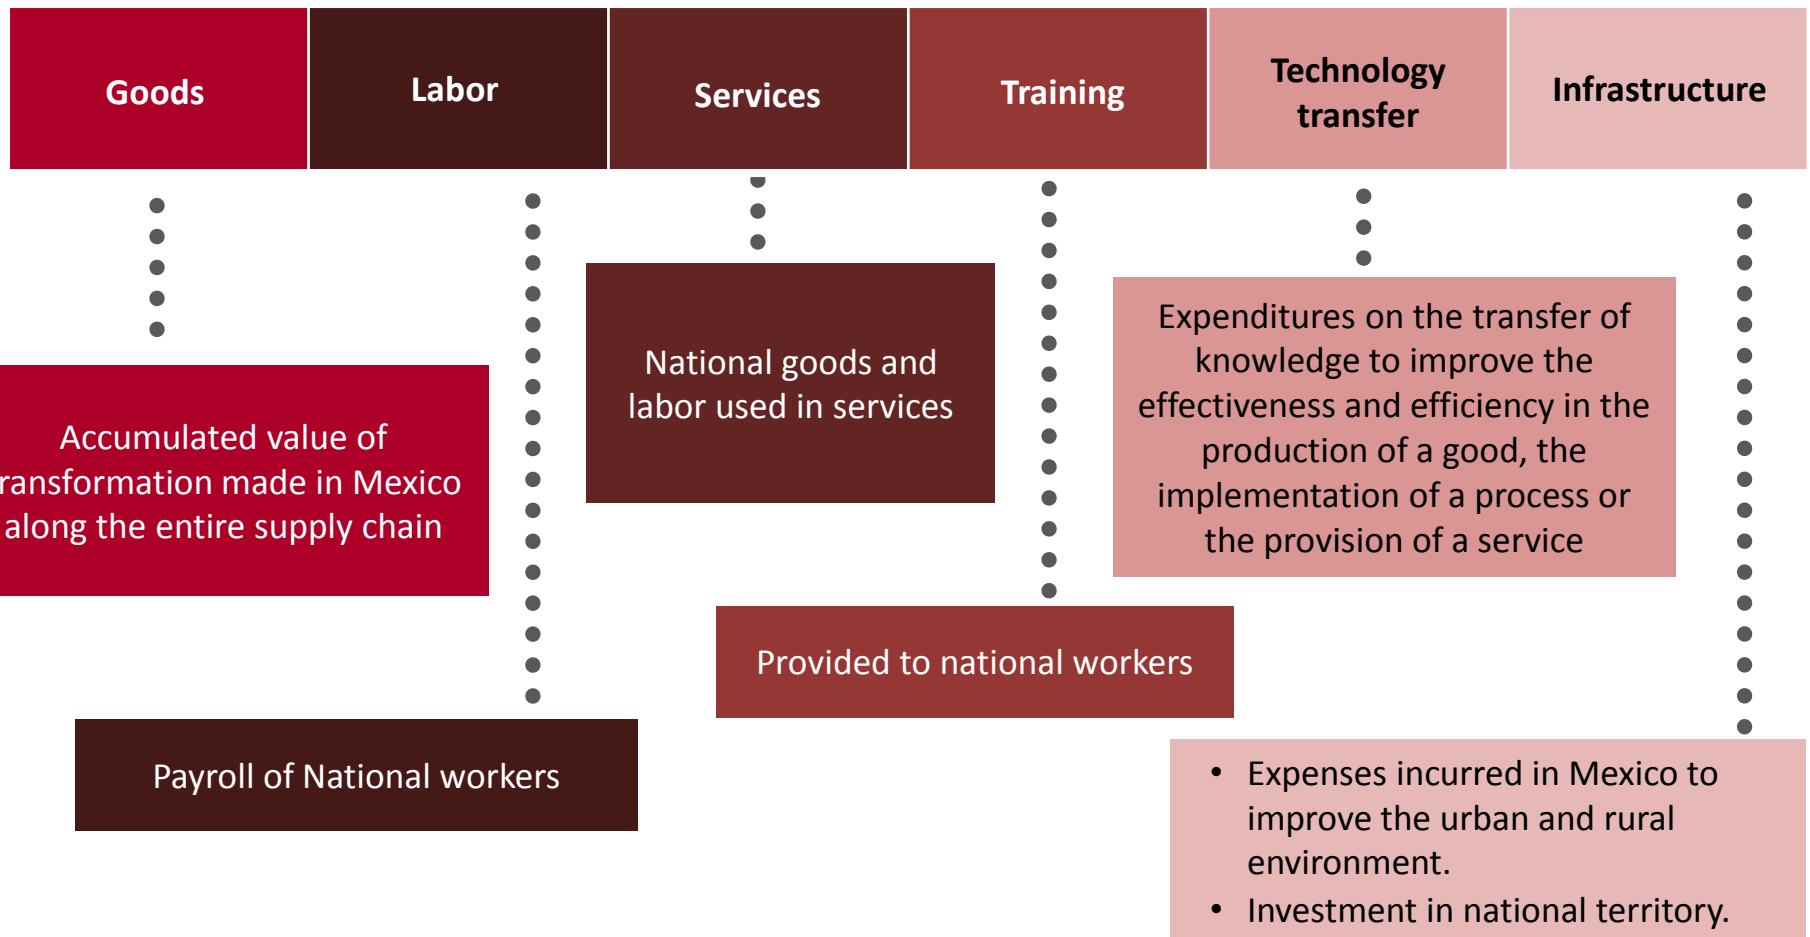 Goods
Labor
Services
Training
Technology
transfer
Infrastructure
Accumulated value of
ransformation made in Mexico
along the entire supply chain
Payroll of National workers
National goods and
labor used in services
Provided to national workers
Expenditures on the transfer of
knowledge to improve the
effectiveness and efficiency in the
production of a good, the
implementation of a process or
the provision of a service
• Expenses incurred in Mexico to
improve the urban and rural
environment.
• Investment in national territory.